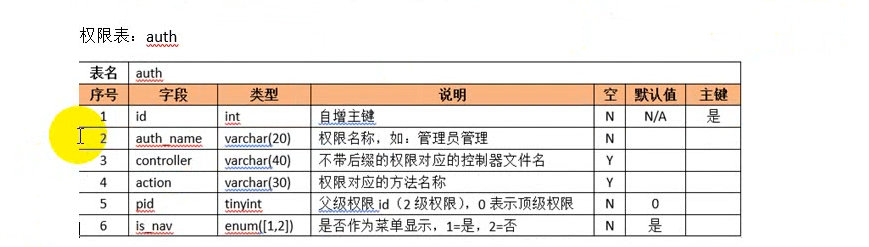 权限表：auth
表名 auth
序号 字段 类型 说明 空 默认值 主键
1 id int 自增主键 N N/A 是
2 auth_name varchar(20) 权限名称，如：管理员管理 N
3 controller varchar(40) 不带后缀的权限对应的控制器文件名 Y
4 action varchar(30) 权限对应的方法名称 Y
5 pid tinyint 父级权限 id（2 级权限），0 表示顶级权限 N 0
6 is_nav enum([1,2]) 是否作为菜单显示，1=是，2=否 N 是